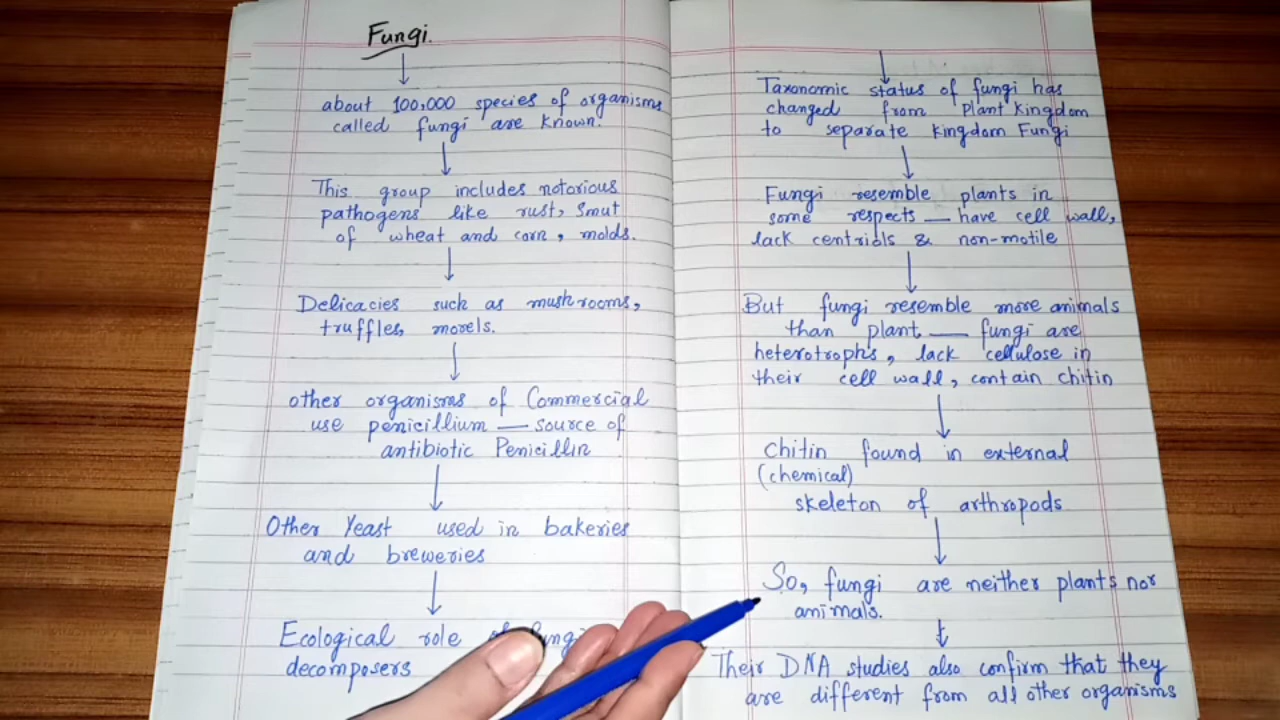 Fungi.
about 100,000 species of organisms
called fungi are known.
This group includes notorious
pathogens like rust, Smut
of wheat and corn, molds.
Delicacies such as mushrooms,
truffles, morels.
other organisms of Commercial
use penicillium — source of
antibiotic Penicillin
Other Yeast used in bakeries
and breweries
Ecological role of fungi
decomposers
Taxonomic status of fungi has
changed from Plant Kingdom
to separate kingdom Fungi
Fungi resemble plants in
some respects — have cell wall,
lack centriols & non-motile
But fungi resemble more animals
than plant — fungi are
heterotrophs, lack cellulose in
their cell wall, contain chitin
Chitin found in external
(chemical)
skeleton of arthropods
So, fungi are neither plants nor
animals.
Their DNA studies also confirm that they
are different from all other organisms